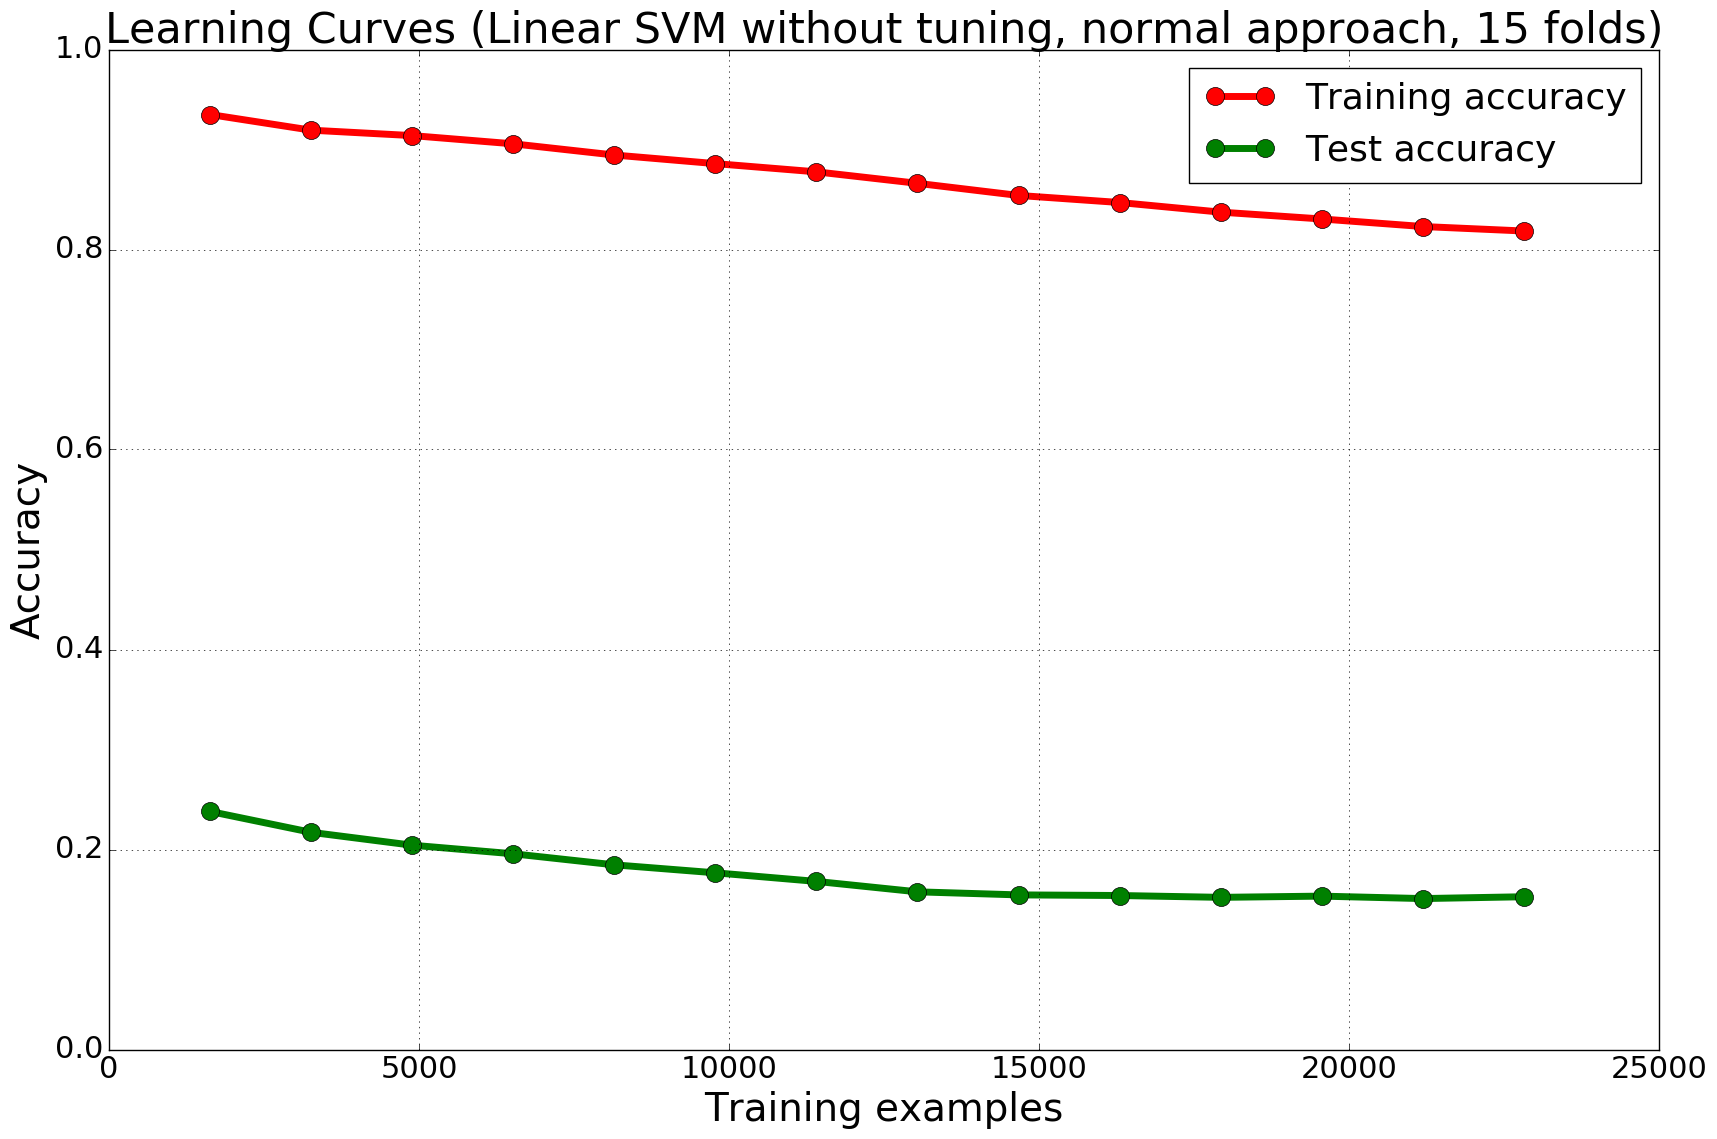 Learning Curves (Linear SVM without tuning, normal approach, 15 folds)
Training accuracy
Test accuracy
1.0
0.8
0.6
0.4
0.2
0.0
Accuracy
0 5000 10000 15000 20000 25000
Training examples